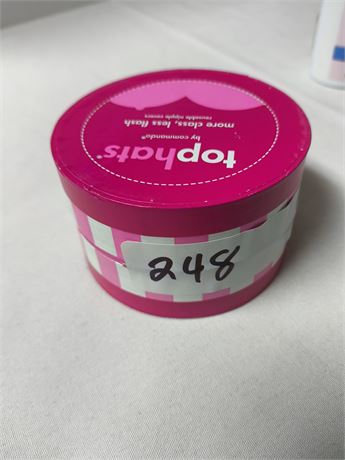 tophats®
by commando®
more class, less flash
reusable nipple covers
248